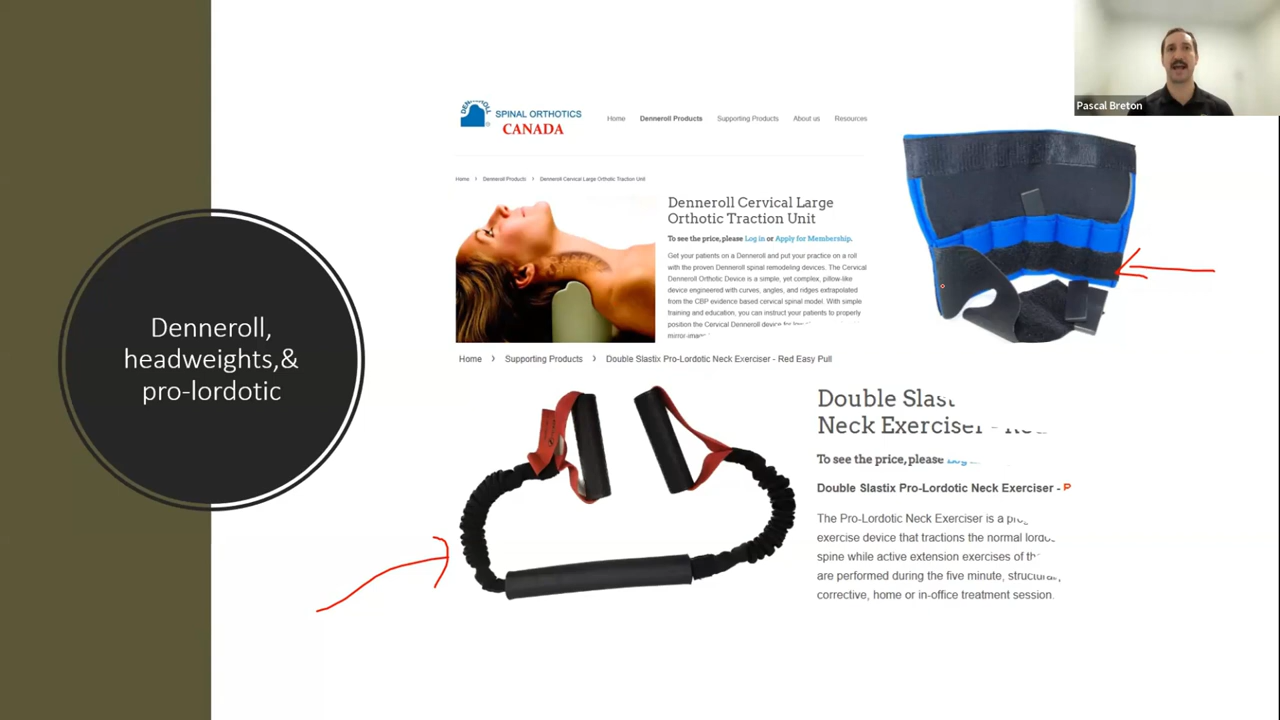 Pascal Breton
Denneroll,
headweights,&
pro-lordotic
DENNEROLL
SPINAL ORTHOTICS
CANADA
Home
Denneroll Products
Supporting Products
About us
Resources
Home > Denneroll Products > Denneroll Cervical Large Orthotic Traction Unit
Denneroll Cervical Large
Orthotic Traction Unit
To see the price, please Log in or Apply for Membership.
Get your patients on a Denneroll and put your practice on a roll
with the proven Denneroll spinal remodeling devices. The Cervical
Denneroll Orthotic Device is a simple, yet complex, pillow-like
device engineered with curves, angles, and ridges extrapolated
from the CBP evidence based cervical spinal model. With simple
training and education, you can instruct your patients to properly
position the Cervical Denneroll device for
mirror-image
Home > Supporting Products > Double Slastix Pro-Lordotic Neck Exerciser - Red Easy Pull
Double
Neck Exerciser -
To see the price, please
Double Slastix Pro-Lordotic Neck Exerciser -
The Pro-Lordotic Neck Exerciser is a
exercise device that tractions the normal
spine while active extension exercises of
are performed during the five minute,
corrective, home or in-office treatment session.